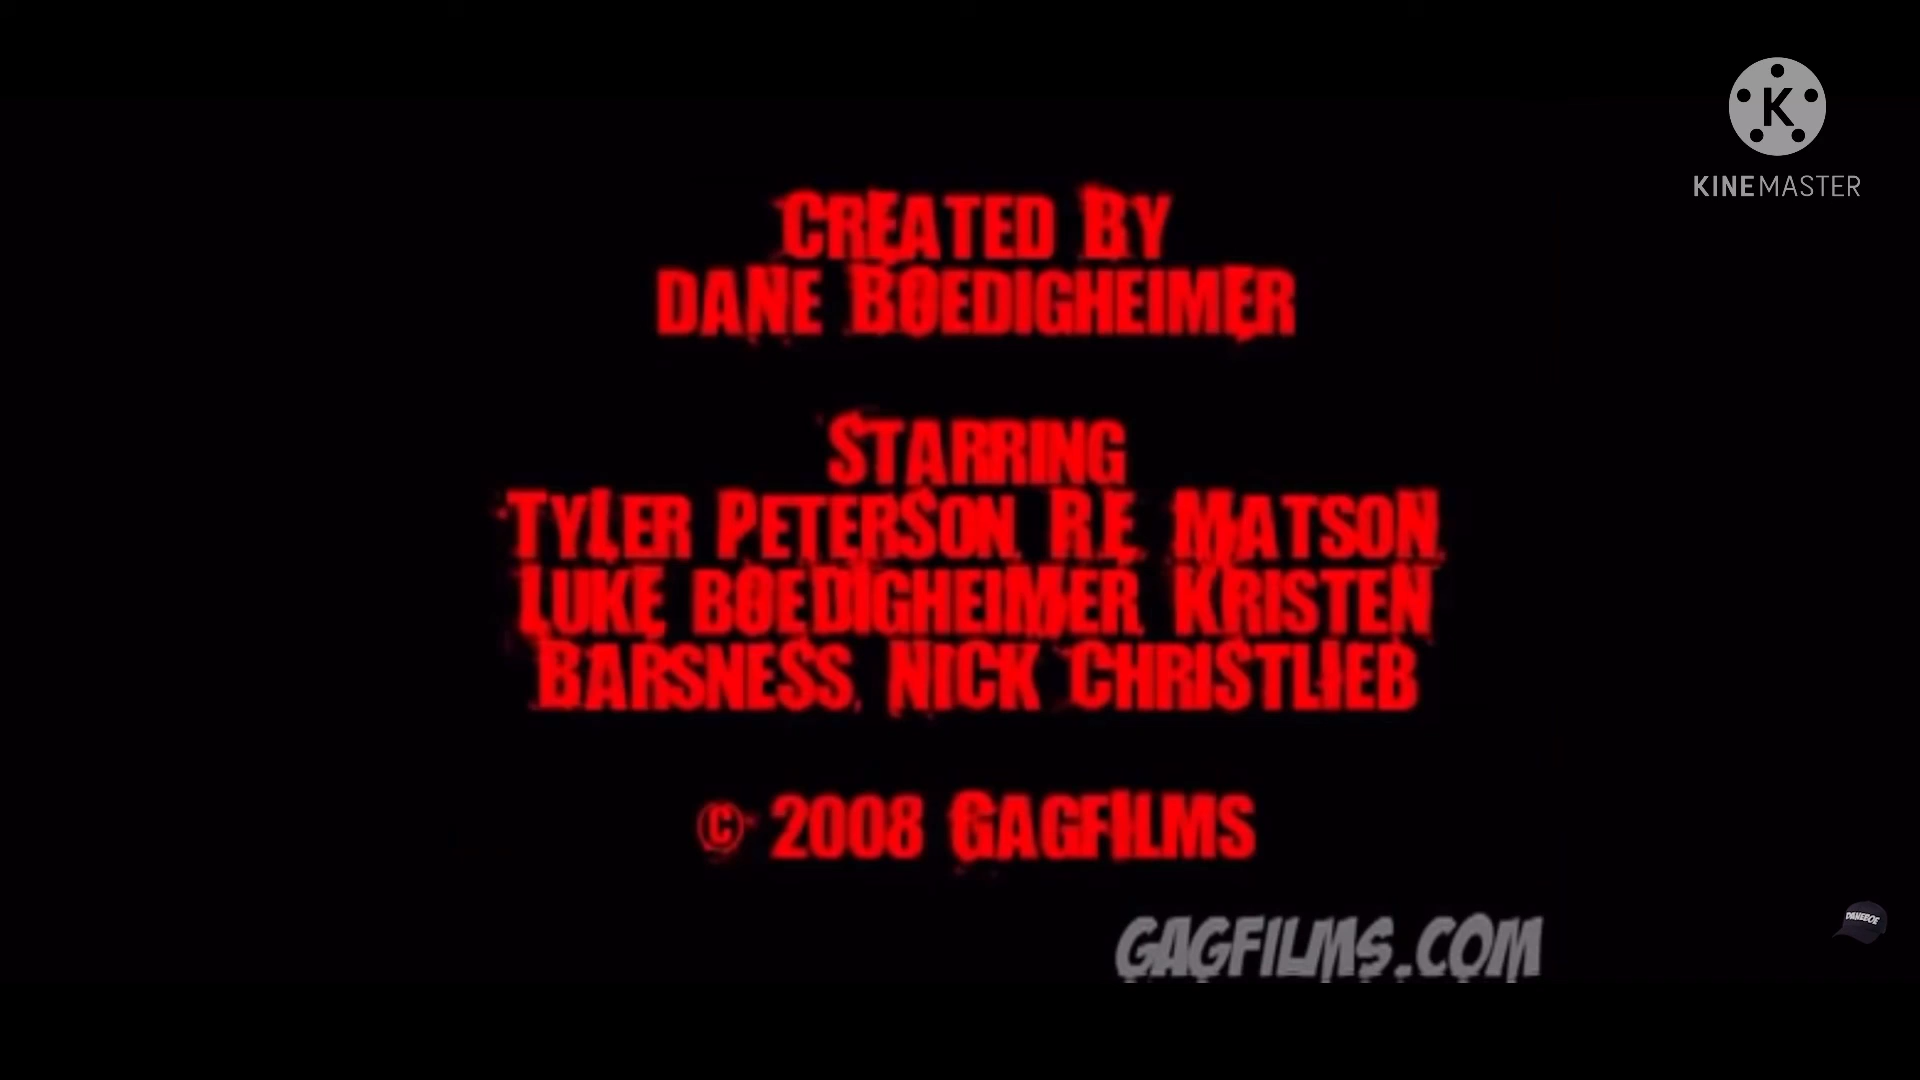 K
KINEMASTER
CREATED BY
DANE BOEDIGHEIMER
STARRING
TYLER PETERSON, R.E. MATSON,
LUKE BOEDIGHEIMER, KRISTEN
BARSNESS, NICK CHRISTLIEB
© 2008 GAGFILMS
DANEBOE
GAGFILMS.COM